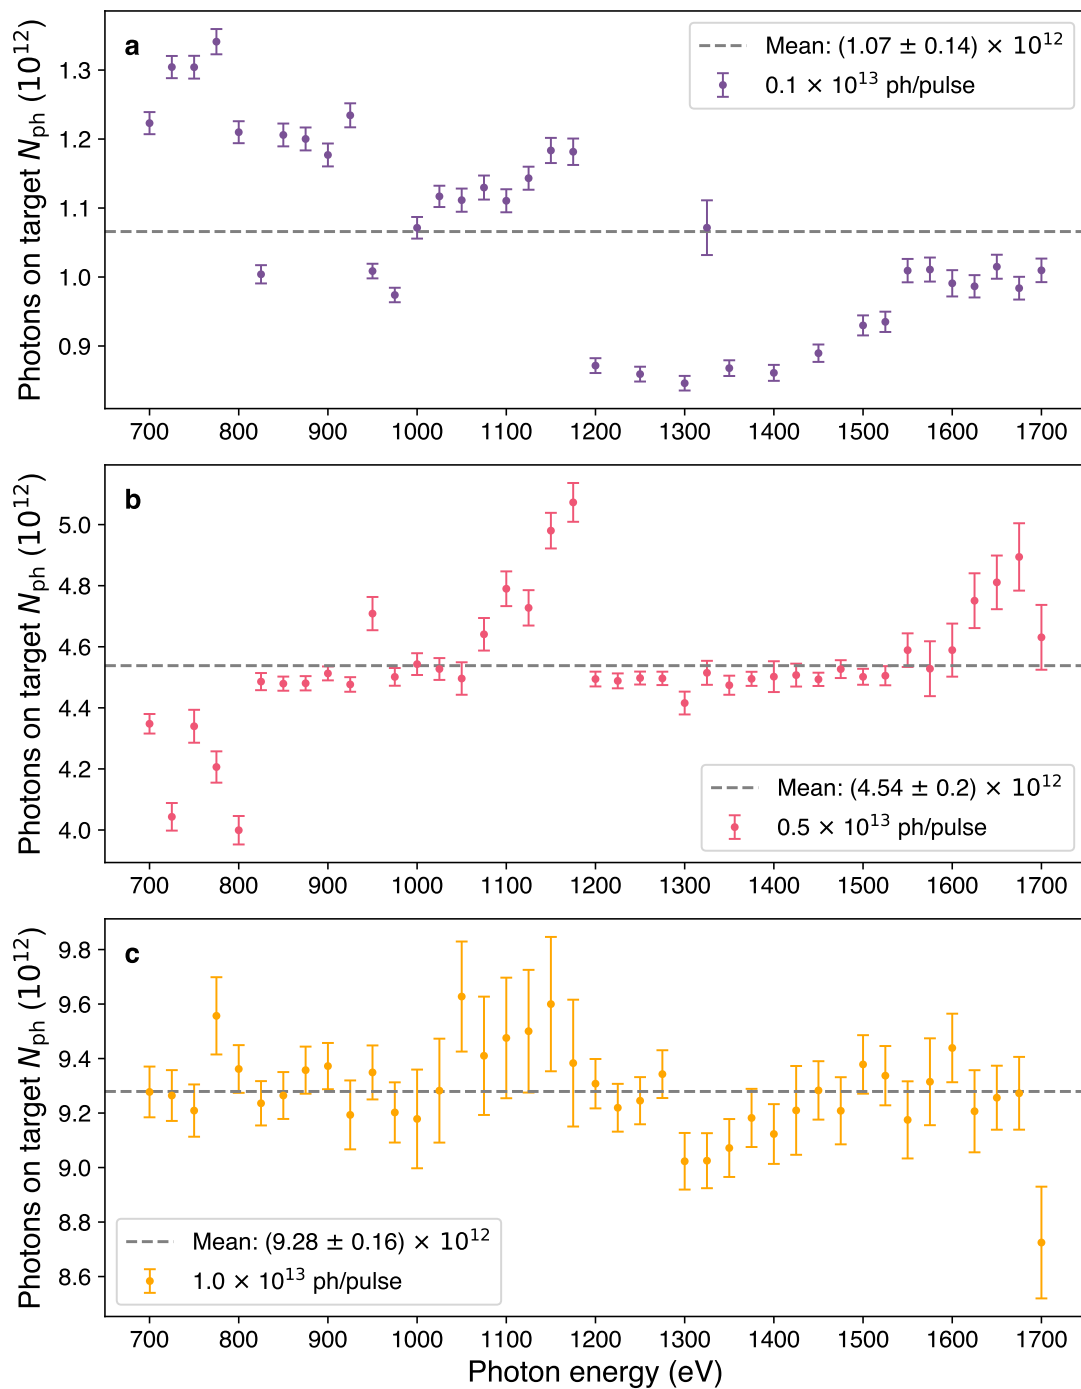 a
Mean: (1.07 ± 0.14) × 10¹²
0.1 × 10¹³ ph/pulse
Photons on target Nph (10¹²)
1.3
1.2
1.1
1.0
0.9
700 800 900 1000 1100 1200 1300 1400 1500 1600 1700
b
Photons on target Nph (10¹²)
5.0
4.8
4.6
4.4
4.2
4.0
Mean: (4.54 ± 0.2) × 10¹²
0.5 × 10¹³ ph/pulse
700 800 900 1000 1100 1200 1300 1400 1500 1600 1700
c
Photons on target Nph (10¹²)
9.8
9.6
9.4
9.2
9.0
8.8
8.6
Mean: (9.28 ± 0.16) × 10¹²
1.0 × 10¹³ ph/pulse
700 800 900 1000 1100 1200 1300 1400 1500 1600 1700
Photon energy (eV)